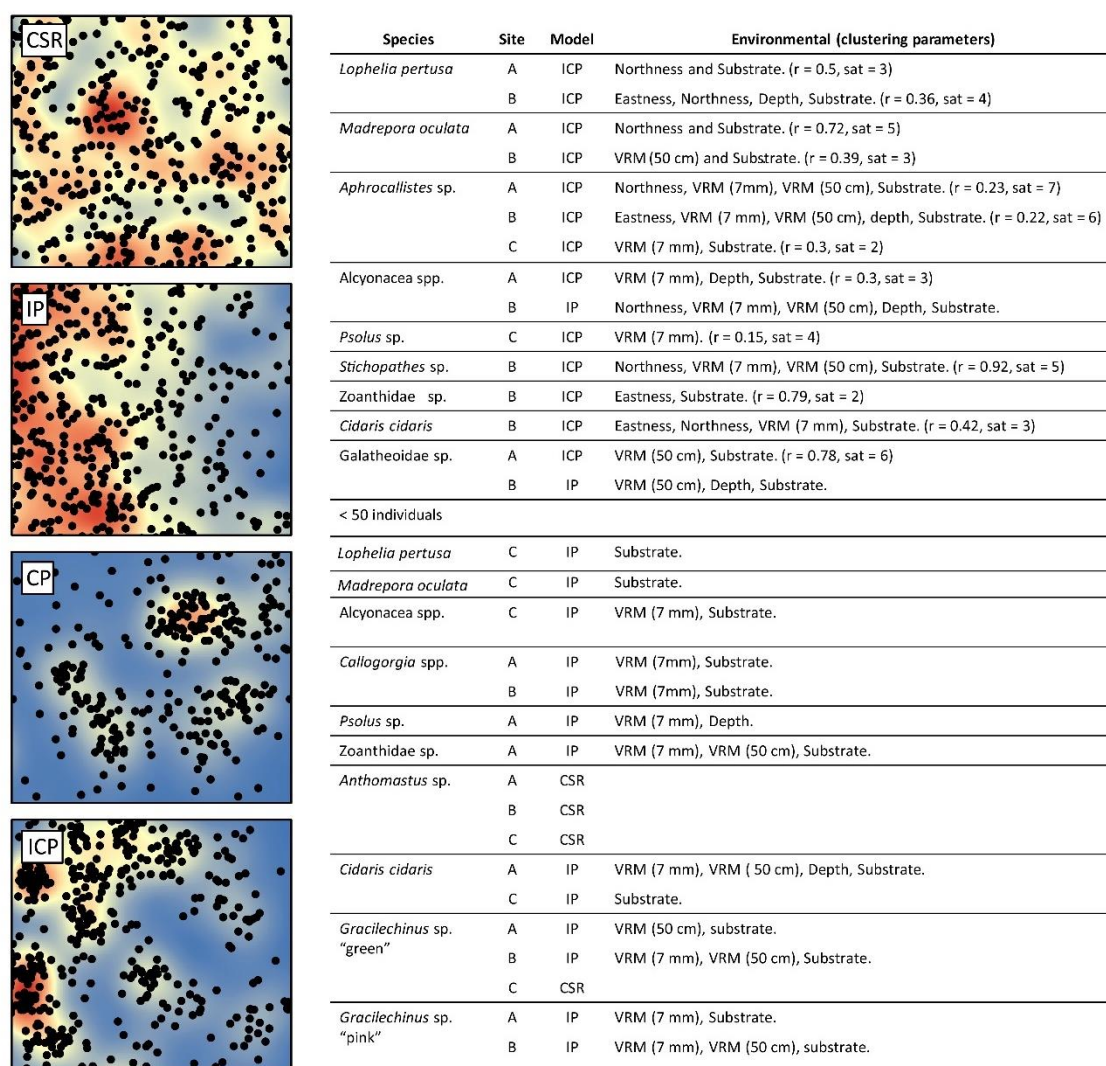 CSR
IP
CP
ICP
Species Site Model Environmental (clustering parameters)
Lophelia pertusa A ICP Northness and Substrate. (r = 0.5, sat = 3)
B ICP Eastness, Northness, Depth, Substrate. (r = 0.36, sat = 4)
Madrepora oculata A ICP Northness and Substrate. (r = 0.72, sat = 5)
B ICP VRM (50 cm) and Substrate. (r = 0.39, sat = 3)
Aphrocallistes sp. A ICP Northness, VRM (7mm), VRM (50 cm), Substrate. (r = 0.23, sat = 7)
B ICP Eastness, VRM (7 mm), VRM (50 cm), depth, Substrate. (r = 0.22, sat = 6)
C ICP VRM (7 mm), Substrate. (r = 0.3, sat = 2)
Alcyonacea spp. A ICP VRM (7 mm), Depth, Substrate. (r = 0.3, sat = 3)
B IP Northness, VRM (7 mm), VRM (50 cm), Depth, Substrate.
Psolus sp. C ICP VRM (7 mm). (r = 0.15, sat = 4)
Stichopathes sp. B ICP Northness, VRM (7 mm), VRM (50 cm), Substrate. (r = 0.92, sat = 5)
Zoanthidae sp. B ICP Eastness, Substrate. (r = 0.79, sat = 2)
Cidaris cidaris B ICP Eastness, Northness, VRM (7 mm), Substrate. (r = 0.42, sat = 3)
Galatheoidae sp. A ICP VRM (50 cm), Substrate. (r = 0.78, sat = 6)
B IP VRM (50 cm), Depth, Substrate.
< 50 individuals
Lophelia pertusa C IP Substrate.
Madrepora oculata C IP Substrate.
Alcyonacea spp. C IP VRM (7 mm), Substrate.
Callogorgia spp. A IP VRM (7mm), Substrate.
B IP VRM (7mm), Substrate.
Psolus sp. A IP VRM (7 mm), Depth.
Zoanthidae sp. A IP VRM (7 mm), VRM (50 cm), Substrate.
Anthomastus sp. A CSR
B CSR
C CSR
Cidaris cidaris A IP VRM (7 mm), VRM ( 50 cm), Depth, Substrate.
C IP Substrate.
Gracilechinus sp. A IP VRM (50 cm), substrate.
"green" B IP VRM (7 mm), VRM (50 cm), Substrate.
C CSR
Gracilechinus sp. A IP VRM (7 mm), Substrate.
"pink" B IP VRM (7 mm), VRM (50 cm), substrate.